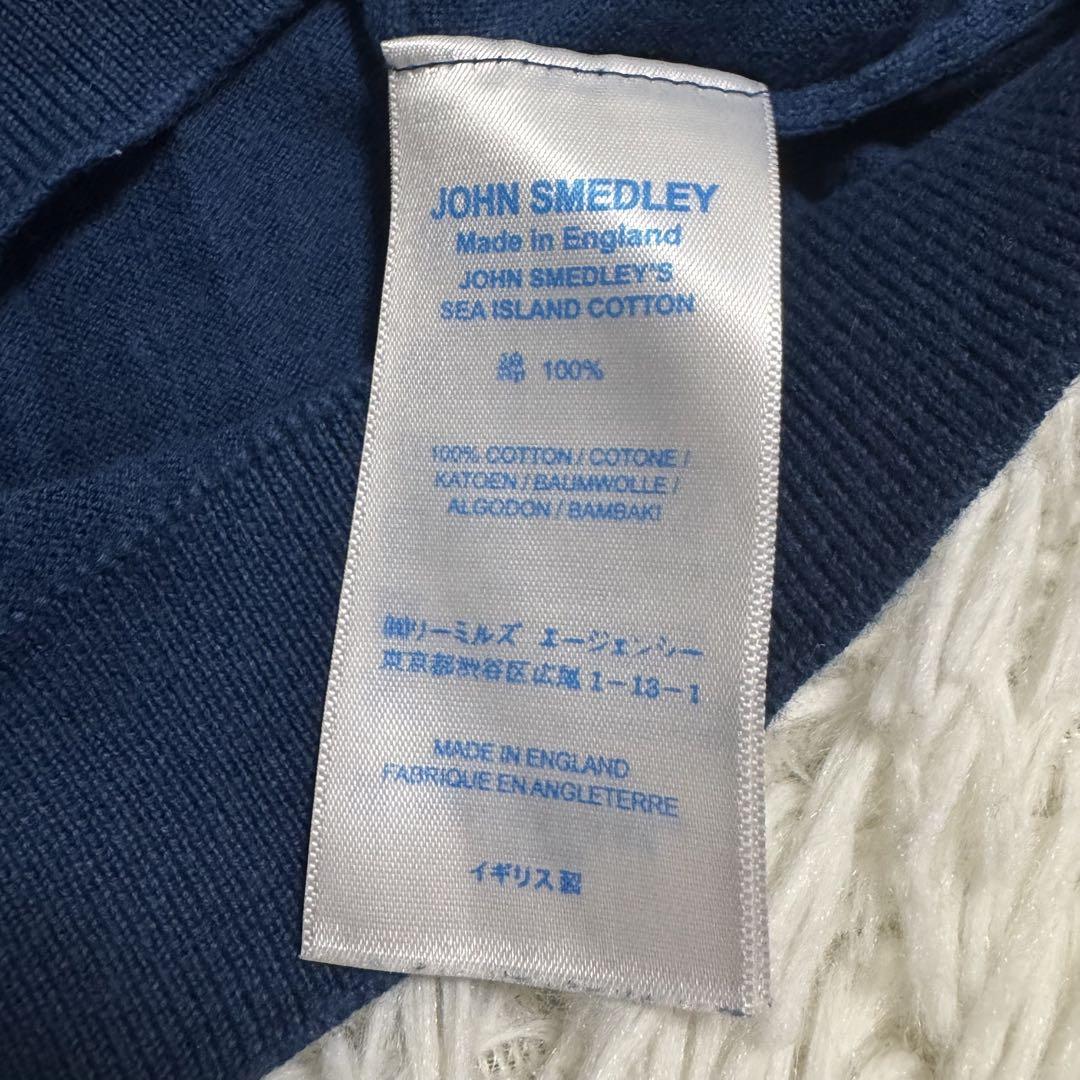 JOHN SMEDLEY
Made in England
JOHN SMEDLEY'S
SEA ISLAND COTTON
綿 100%
100% COTTON / COTONE /
KATOEN / BAUMWOLLE /
ALGODON / BAMBAKI
㈱リーミルズ エージェンシー
東京都渋谷区広尾 1-13-1
MADE IN ENGLAND
FABRIQUE EN ANGLETERRE
イギリス製